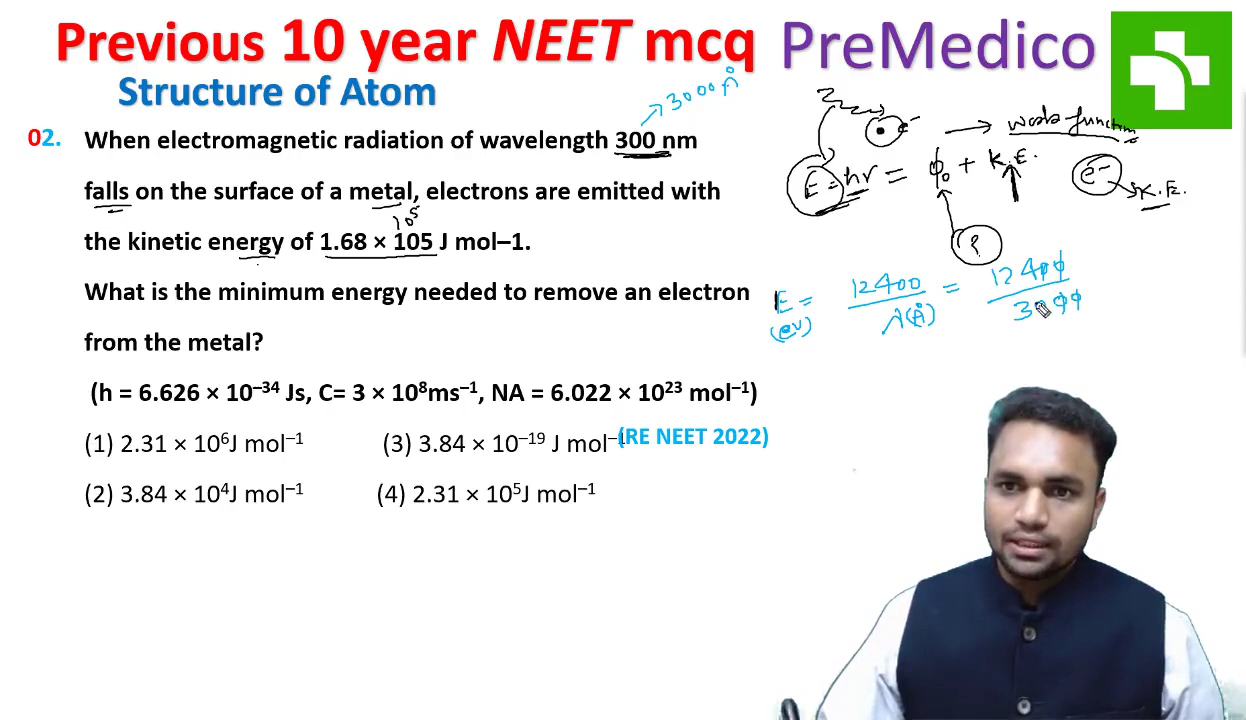 Previous 10 year NEET mcq PreMedico
Structure of Atom
→ 3000 Å
02. When electromagnetic radiation of wavelength 300 nm
falls on the surface of a metal, electrons are emitted with
10⁵
the kinetic energy of 1.68 × 105 J mol–1.
What is the minimum energy needed to remove an electron
from the metal?
(h = 6.626 × 10⁻³⁴ Js, C= 3 × 10⁸ms⁻¹, NA = 6.022 × 10²³ mol⁻¹)
(1) 2.31 × 10⁶J mol⁻¹ (3) 3.84 × 10⁻¹⁹ J mol⁻¹
(RE NEET 2022)
(2) 3.84 × 10⁴J mol⁻¹ (4) 2.31 × 10⁵J mol⁻¹
e⁻ → work function
E = hν = ϕ₀ + K.E.
e⁻ K.E.
?
E = 12400 / λ(Å) = 12400 / 3000
(eV)